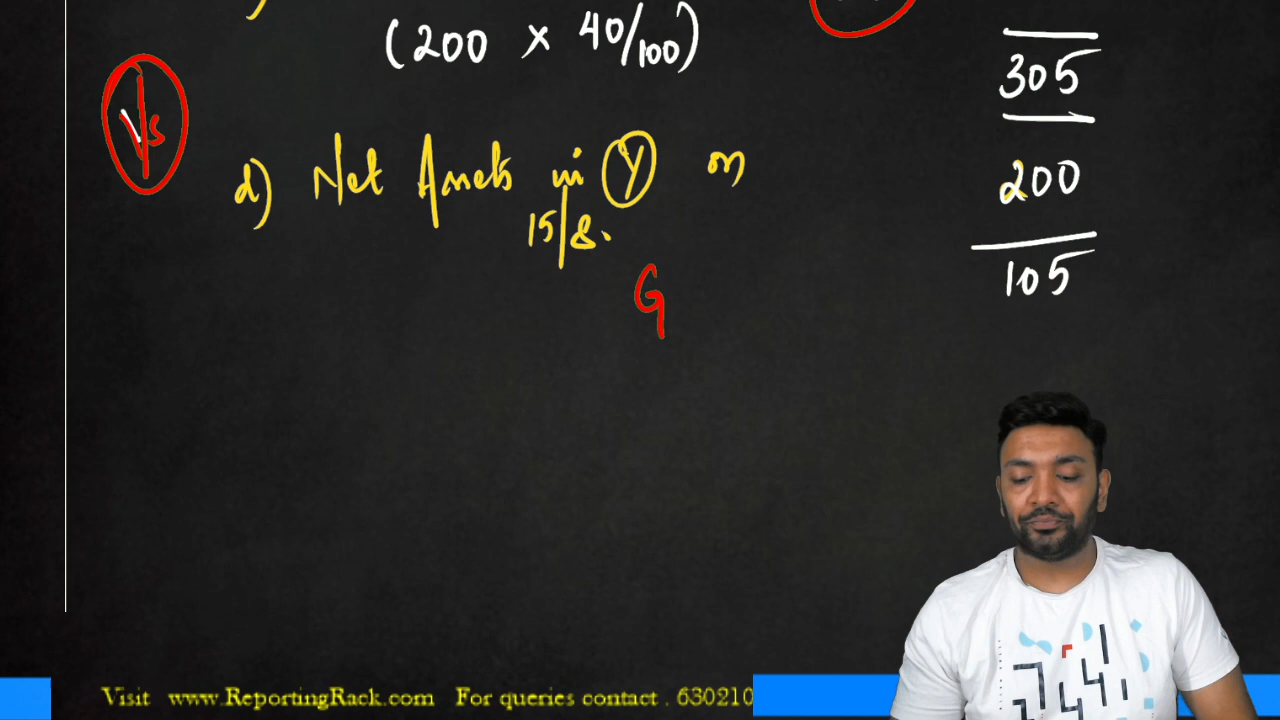 (200 x 40/100)
305
V/s
d) Net Assets in Y on
15/8.
200
105
G
Visit www.ReportingRack.com For queries contact . 630210